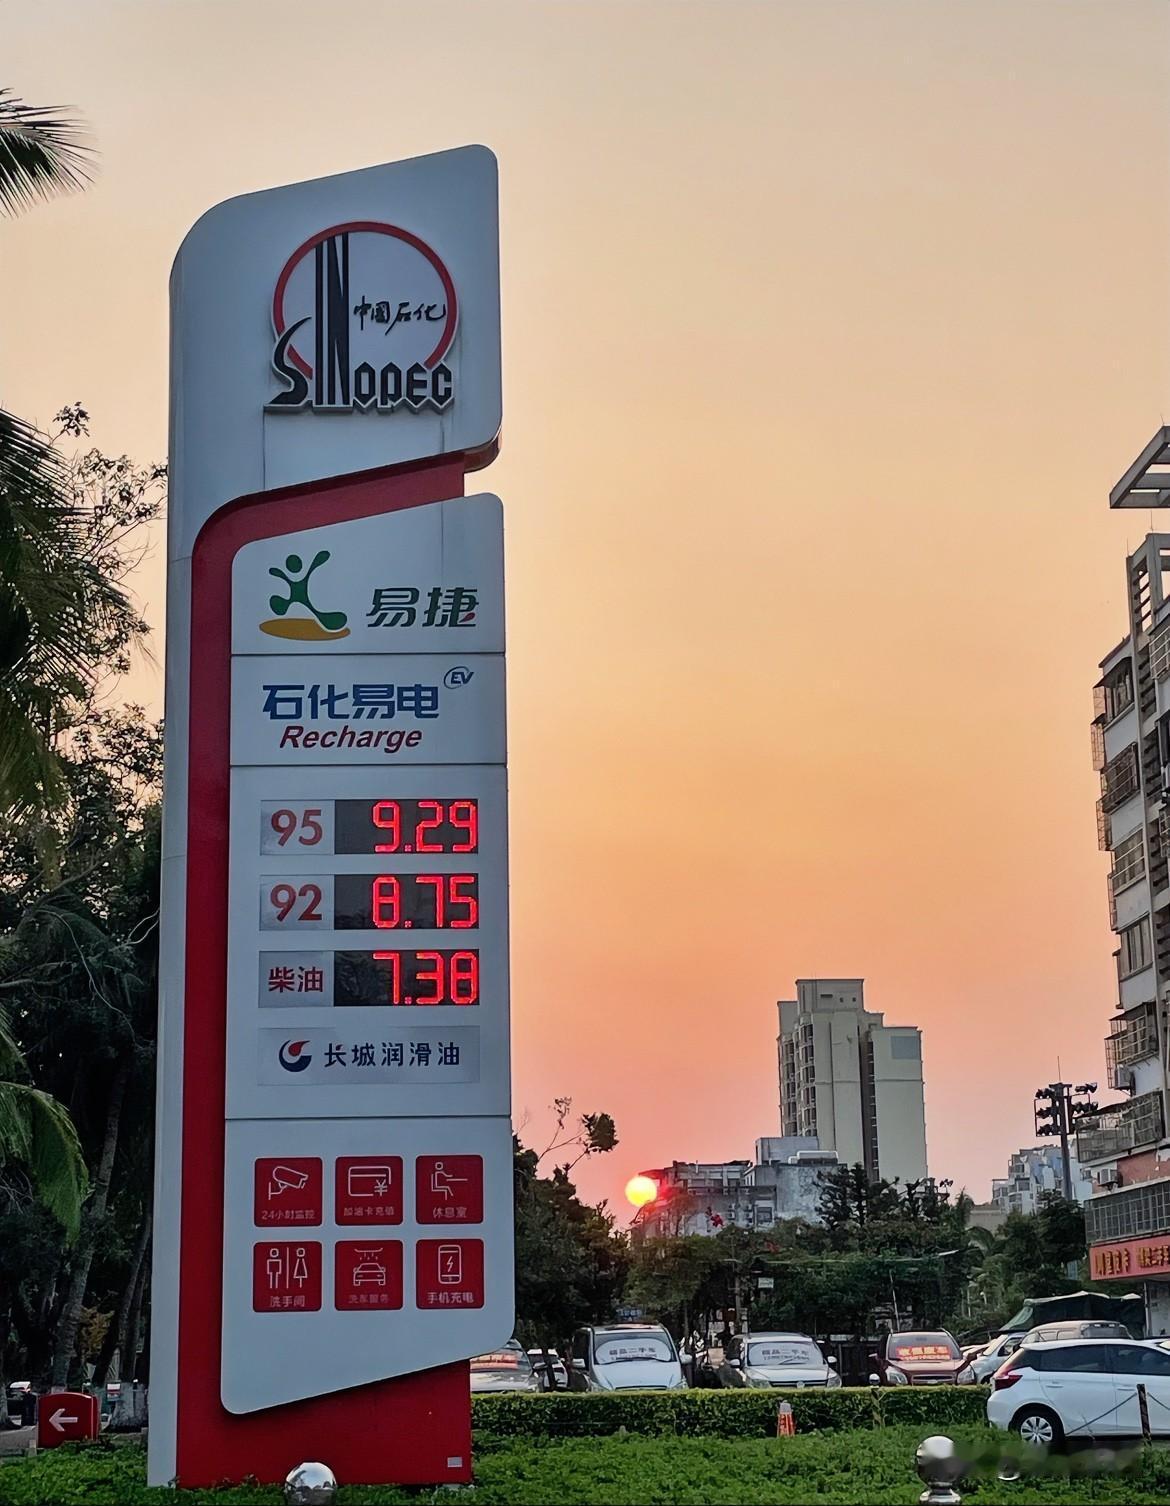 中国石化
SINOPEC
易捷
石化易电 EV
Recharge
95 9.29
92 8.75
柴油 7.38
长城润滑油
24小时监控 加油卡充值 休息室
洗手间 洗车服务 手机充电